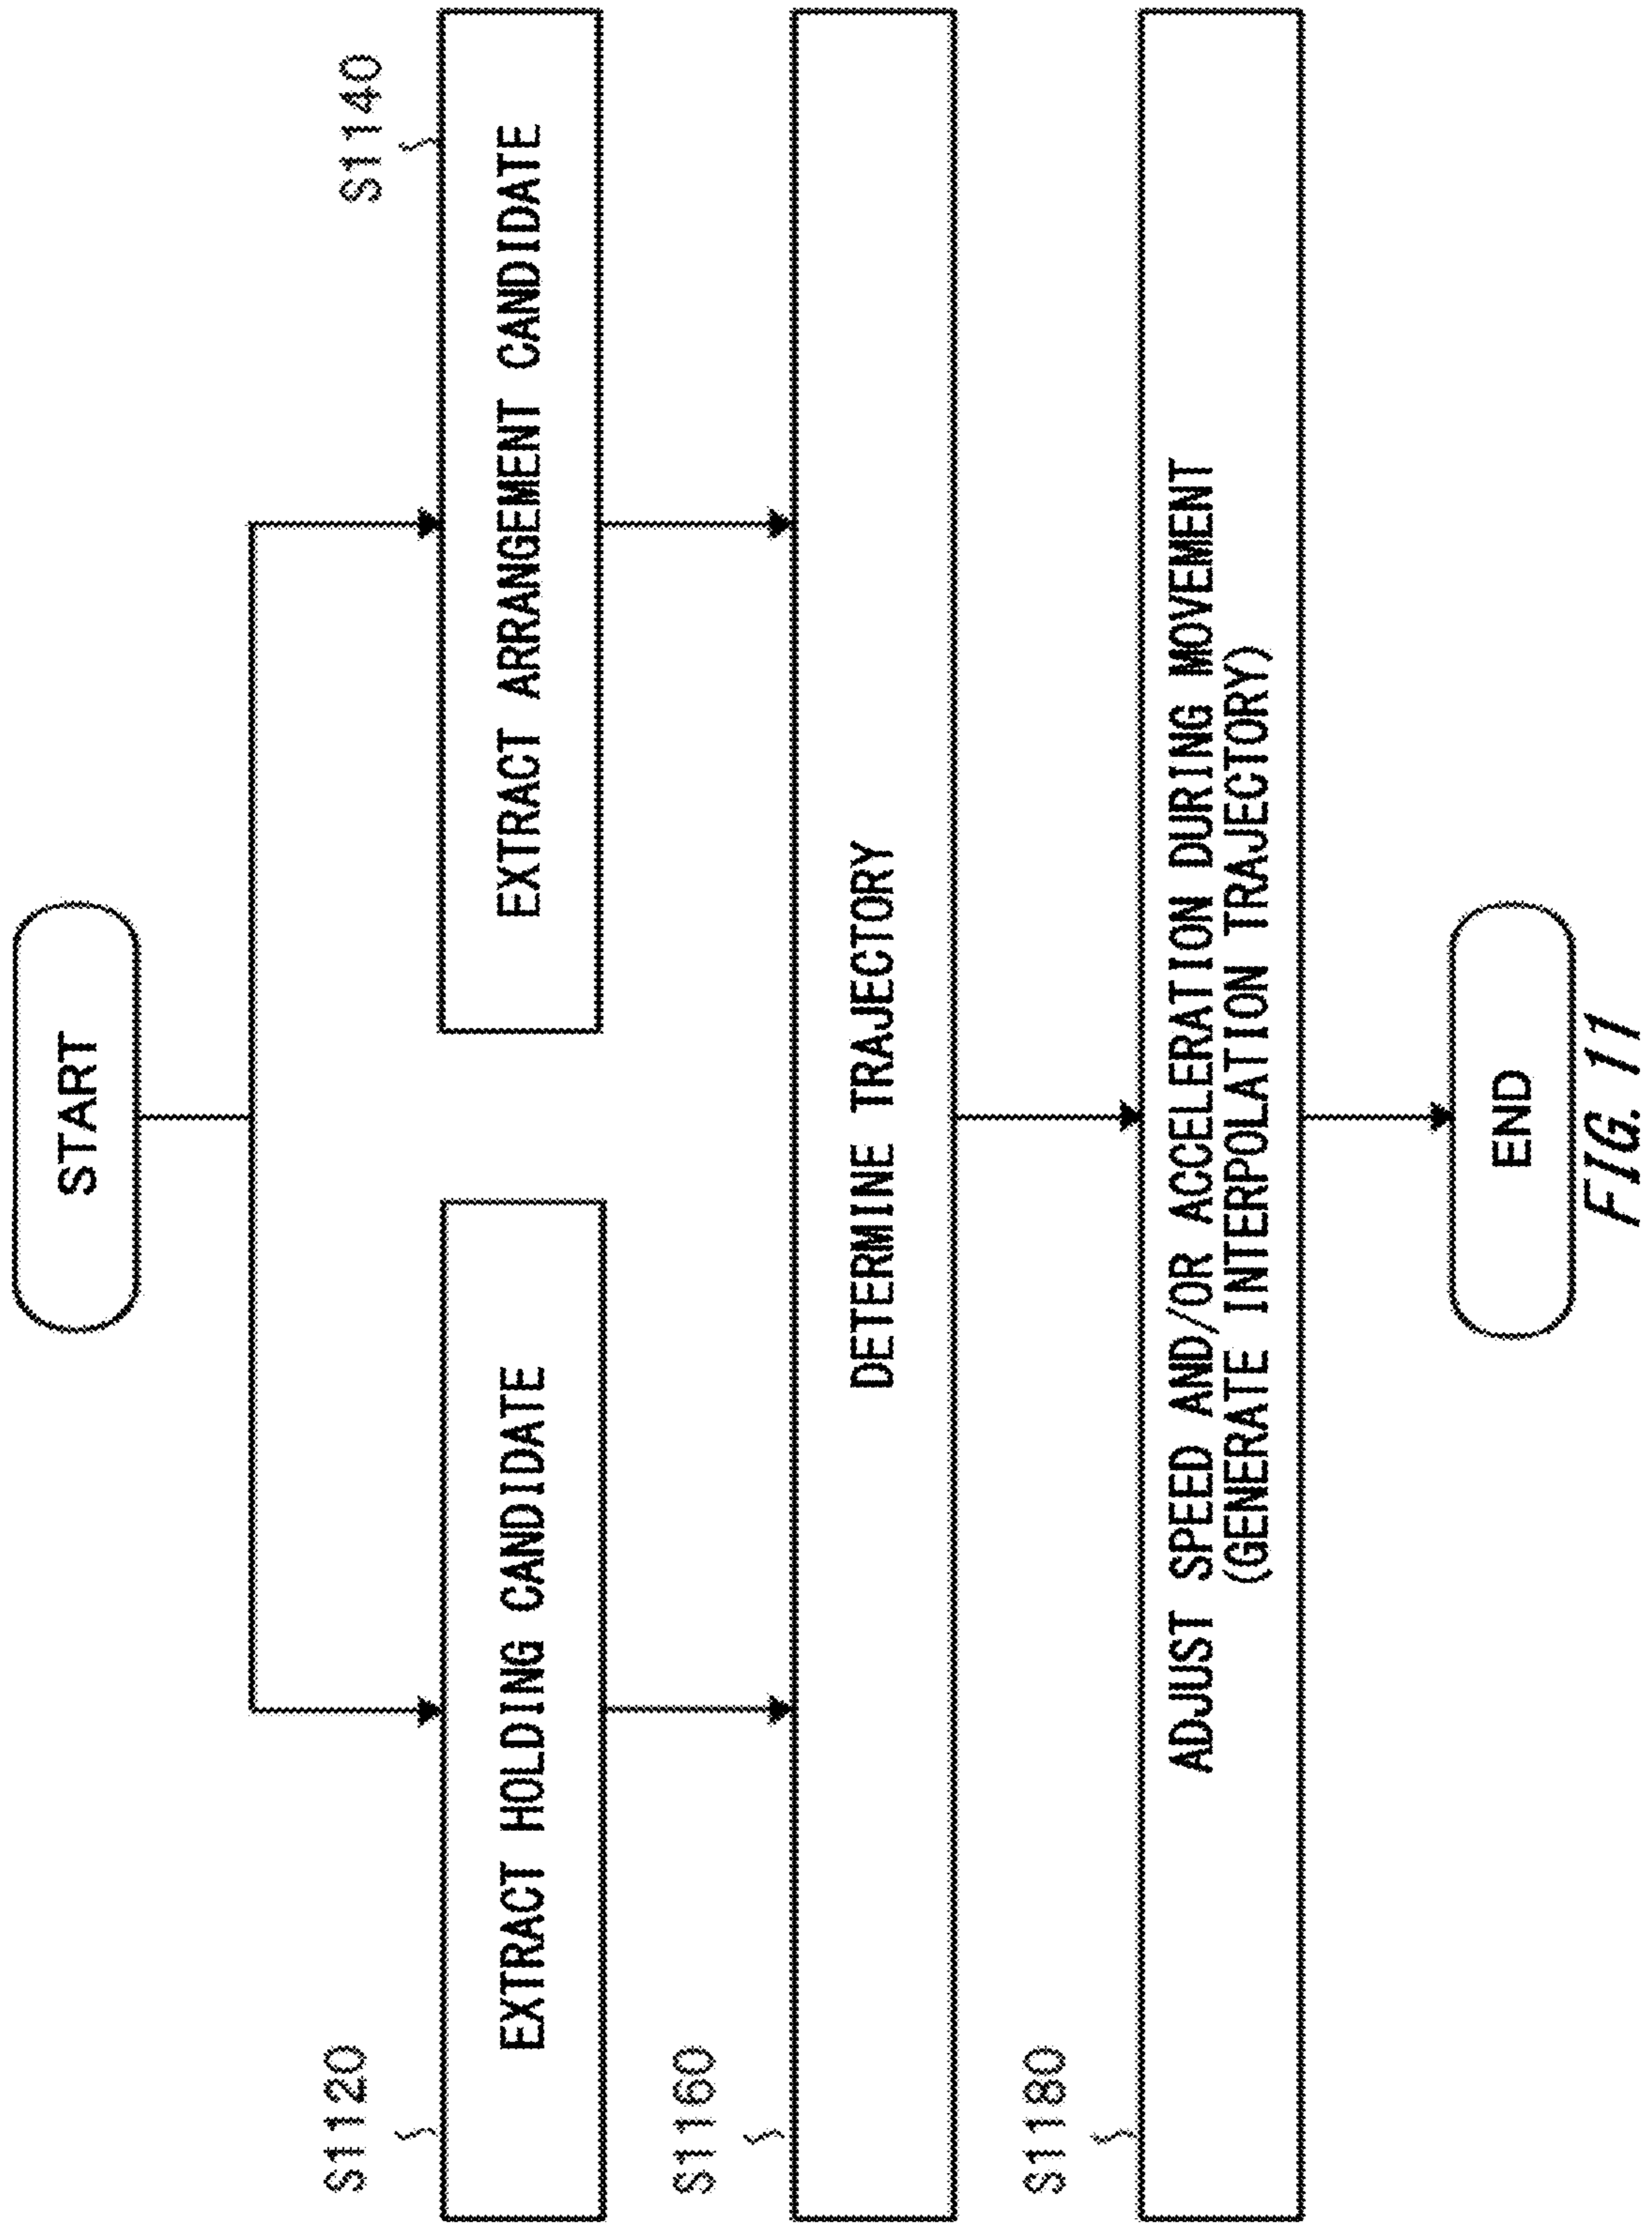 START
S1120
S1140
EXTRACT HOLDING CANDIDATE
EXTRACT ARRANGEMENT CANDIDATE
S1160
DETERMINE TRAJECTORY
S1180
ADJUST SPEED AND/OR ACCELERATION DURING MOVEMENT
(GENERATE INTERPOLATION TRAJECTORY)
END
FIG. 11